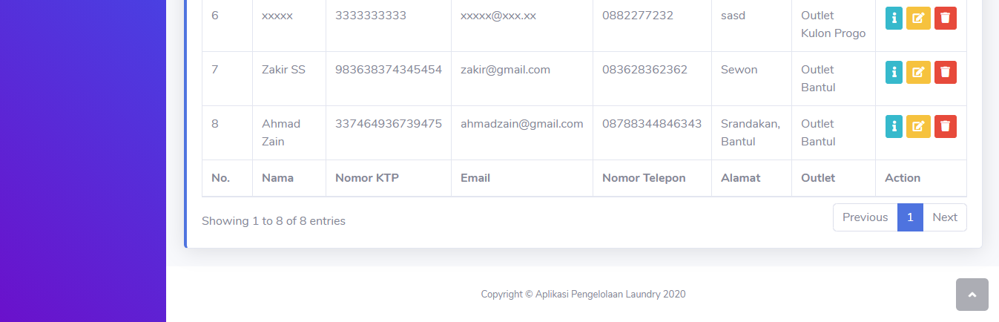 6 xxxxx 3333333333 xxxxx@xxx.xx 0882277232 sasd Outlet
Kulon Progo
7 Zakir SS 983638374345454 zakir@gmail.com 083628362362 Sewon Outlet
Bantul
8 Ahmad 337464936739475 ahmadzain@gmail.com 08788344846343 Srandakan, Outlet
Zain Bantul Bantul
No. Nama Nomor KTP Email Nomor Telepon Alamat Outlet Action
Showing 1 to 8 of 8 entries Previous 1 Next
Copyright © Aplikasi Pengelolaan Laundry 2020